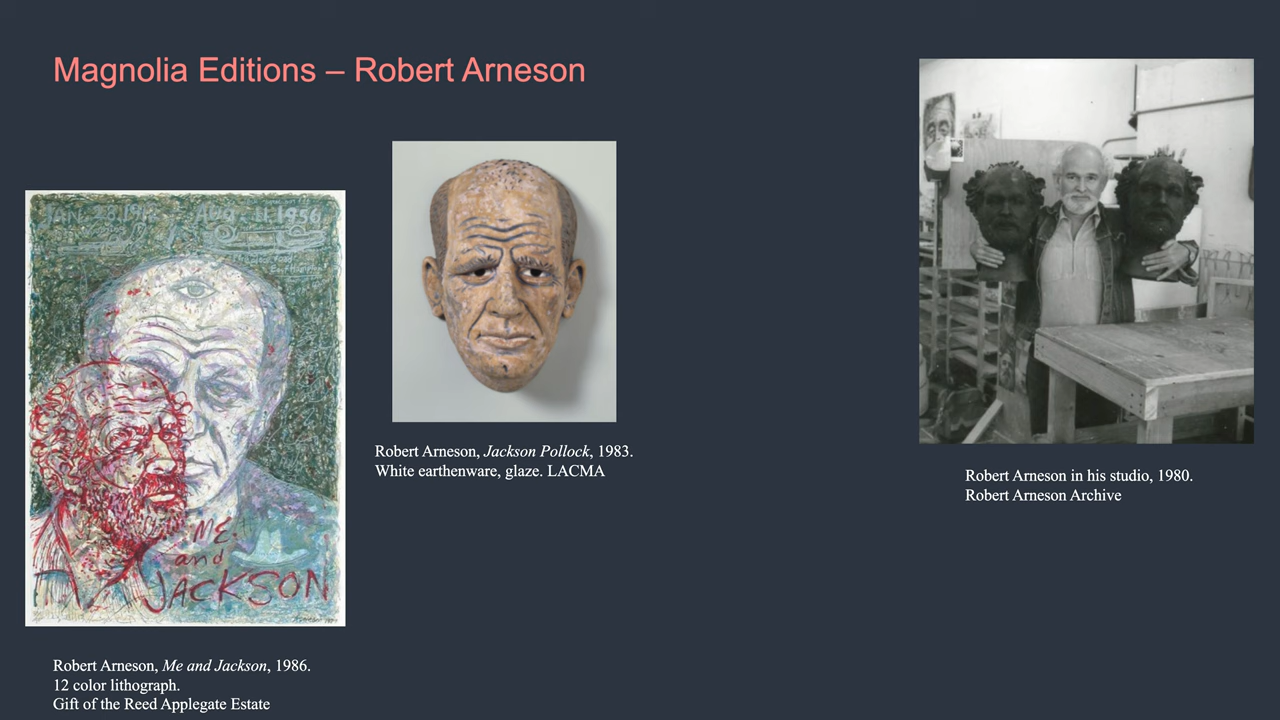 Magnolia Editions – Robert Arneson
JAN. 28, 1912
Aug. 11, 1956
ME.
and
JACKSON
Robert Arneson, Me and Jackson, 1986.
12 color lithograph.
Gift of the Reed Applegate Estate
Robert Arneson, Jackson Pollock, 1983.
White earthenware, glaze. LACMA
Robert Arneson in his studio, 1980.
Robert Arneson Archive